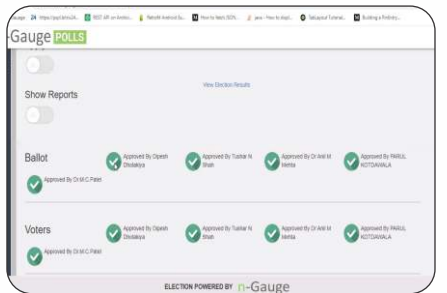 n-Gauge POLLS
View Election Results
Show Reports
Ballot
Approved By Dipesh
Approved By Tushar N Shah
Approved By Dr Anil M Mehta
Approved By PARUL KOTDAWALA
Approved By Dr M.C.Patel
Voters
Approved By Dipesh
Approved By Tushar N Shah
Approved By Dr Anil M Mehta
Approved By PARUL KOTDAWALA
Approved By Dr M.C.Patel
ELECTION POWERED BY n-Gauge